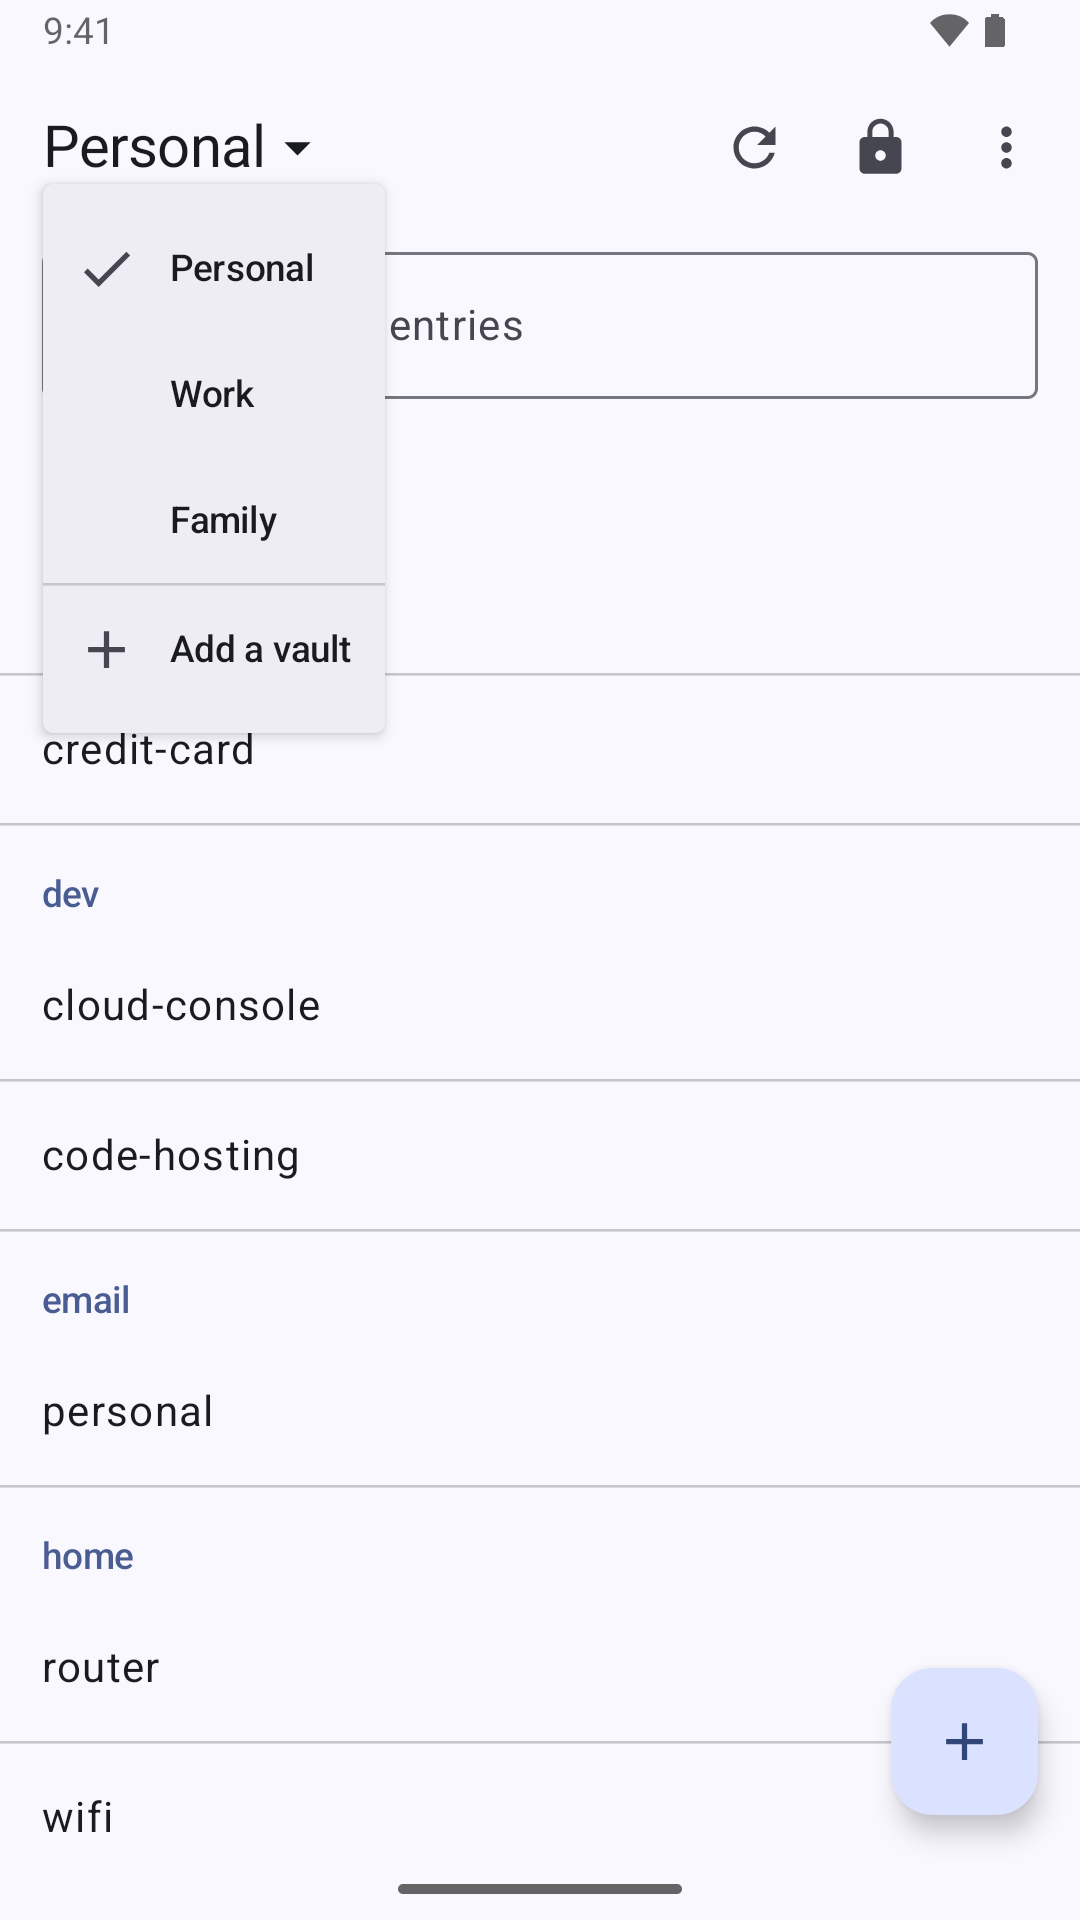 9:41
Personal
Personal
entries
Work
Family
Add a vault
credit-card
dev
cloud-console
code-hosting
email
personal
home
router
wifi